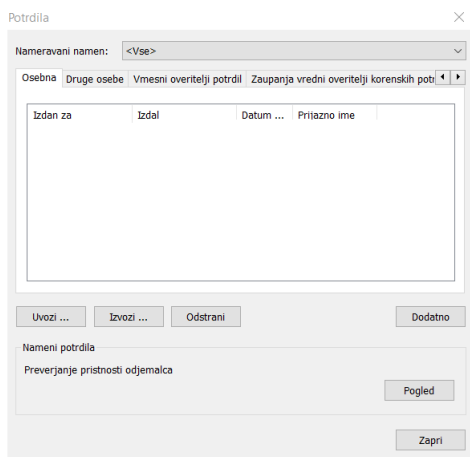 Potrdila
Nameravani namen: <Vse>
Osebna Druge osebe Vmesni overitelji potrdil Zaupanja vredni overitelji korenskih potr
Izdan za Izdal Datum ... Prijazno ime
Uvozi ... Izvozi ... Odstrani Dodatno
Nameni potrdila
Preverjanje pristnosti odjemalca
Pogled
Zapri